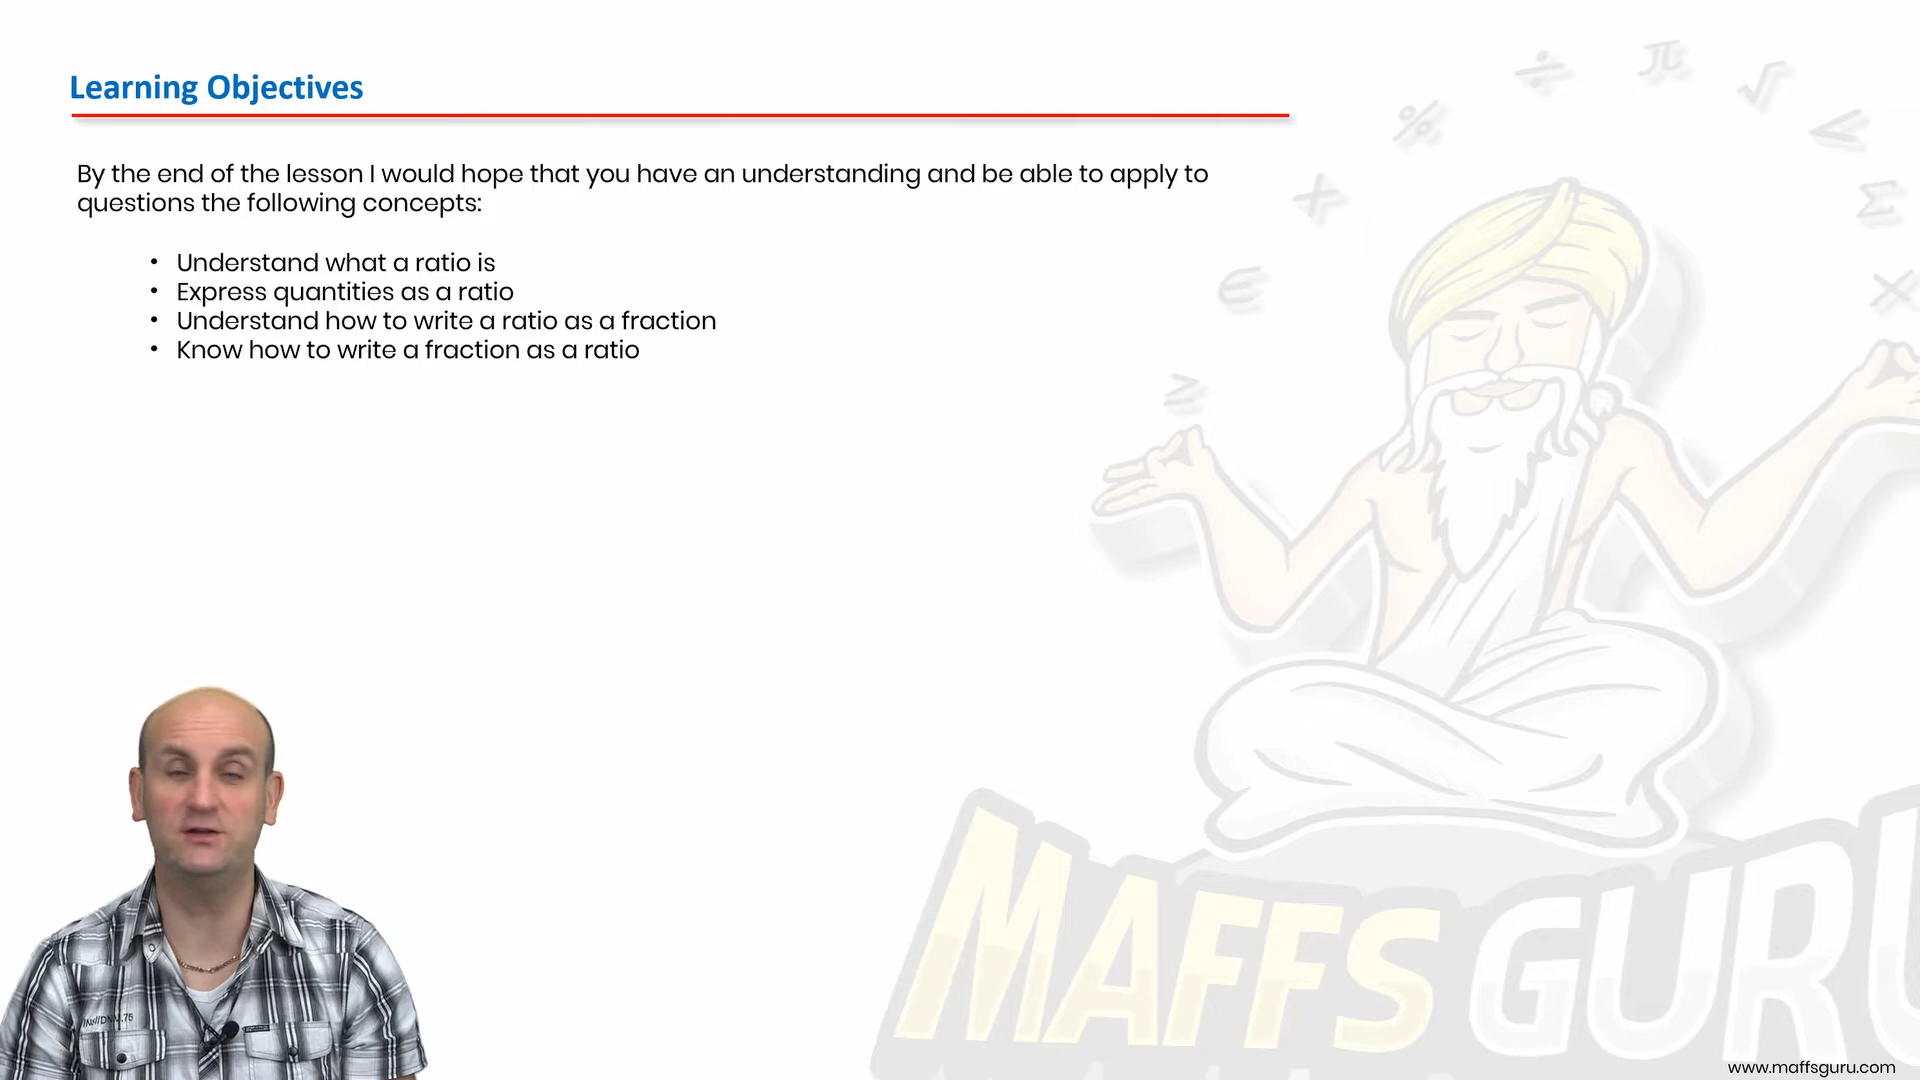 Learning Objectives
By the end of the lesson I would hope that you have an understanding and be able to apply to
questions the following concepts:
• Understand what a ratio is
• Express quantities as a ratio
• Understand how to write a ratio as a fraction
• Know how to write a fraction as a ratio
% ÷ π √ <
+ Σ
∈ ×
≥
MAFFS GURU
www.maffsguru.com